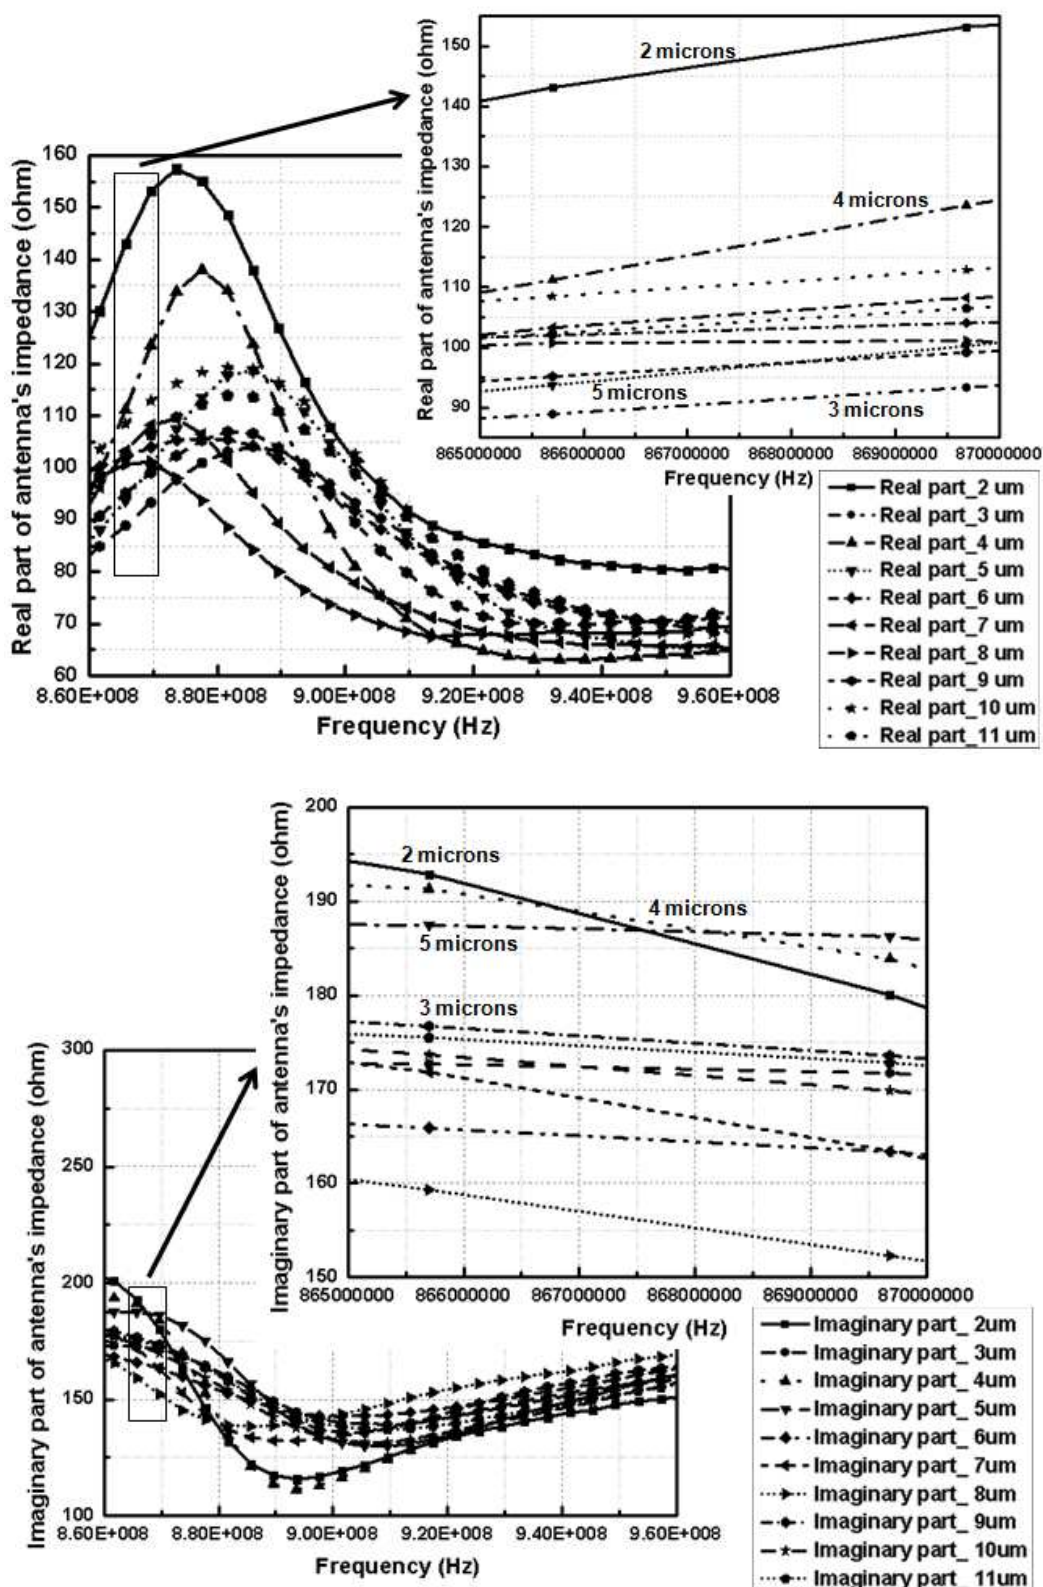 Real part of antenna's impedance (ohm)
150
140
130
120
110
100
90
2 microns
4 microns
5 microns
3 microns
865000000 866000000 867000000 868000000 869000000 870000000
Frequency (Hz)
Real part of antenna's impedance (ohm)
160
150
140
130
120
110
100
90
80
70
60
8.60E+008 8.80E+008 9.00E+008 9.20E+008 9.40E+008 9.60E+008
Frequency (Hz)
Real part_2 um
Real part_3 um
Real part_4 um
Real part_5 um
Real part_6 um
Real part_7 um
Real part_8 um
Real part_9 um
Real part_10 um
Real part_11 um
Imaginary part of antenna's impedance (ohm)
200
190
180
170
160
150
2 microns
4 microns
5 microns
3 microns
865000000 866000000 867000000 868000000 869000000 870000000
Frequency (Hz)
Imaginary part of antenna's impedance (ohm)
300
250
200
150
100
8.60E+008 8.80E+008 9.00E+008 9.20E+008 9.40E+008 9.60E+008
Frequency (Hz)
Imaginary part_ 2um
Imaginary part_ 3um
Imaginary part_ 4um
Imaginary part_ 5um
Imaginary part_ 6um
Imaginary part_ 7um
Imaginary part_ 8um
Imaginary part_ 9um
Imaginary part_ 10um
Imaginary part_ 11um